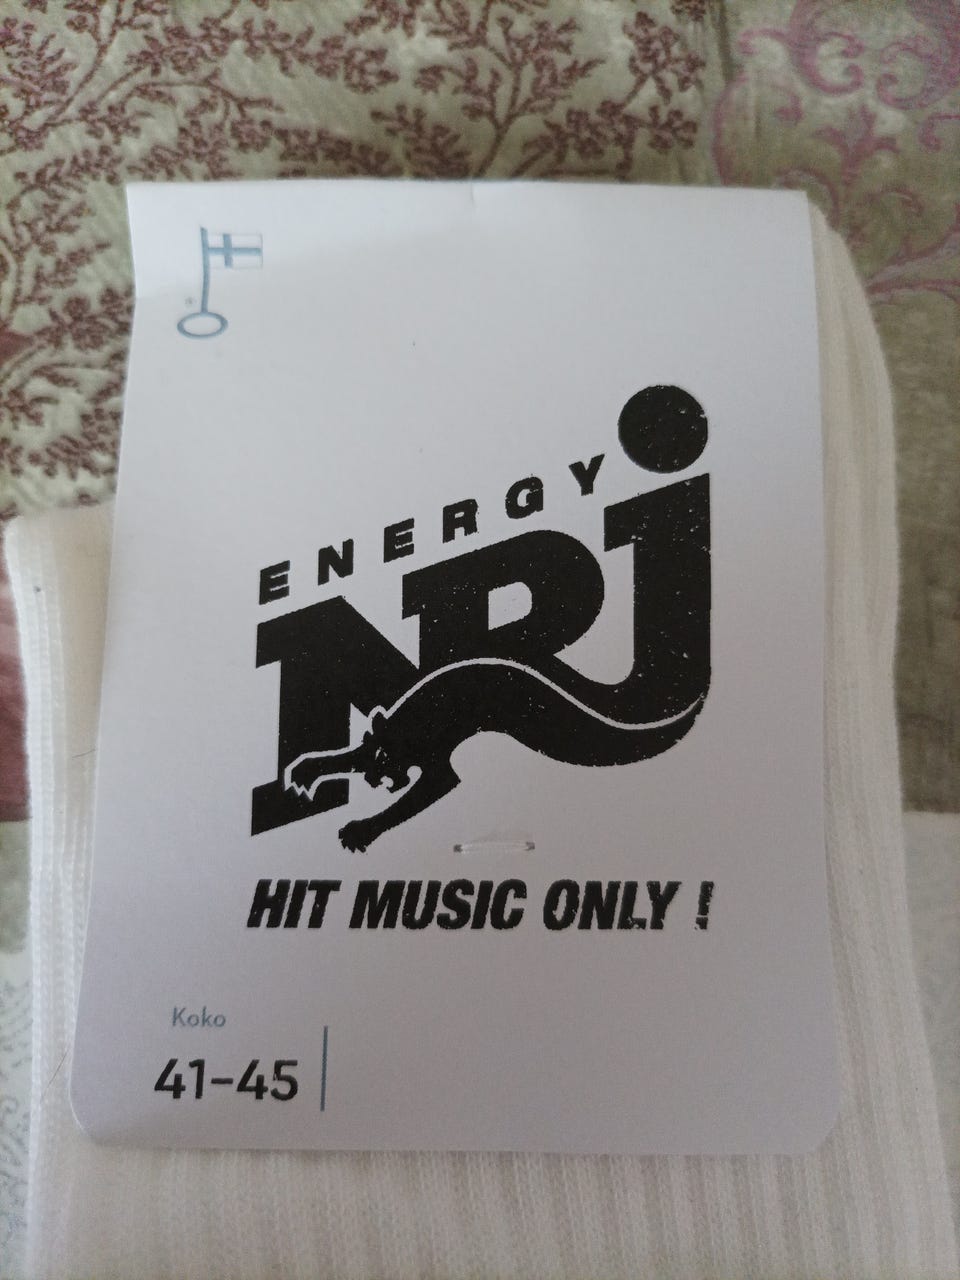 ENERGY
NRJ
HIT MUSIC ONLY !
Koko
41-45